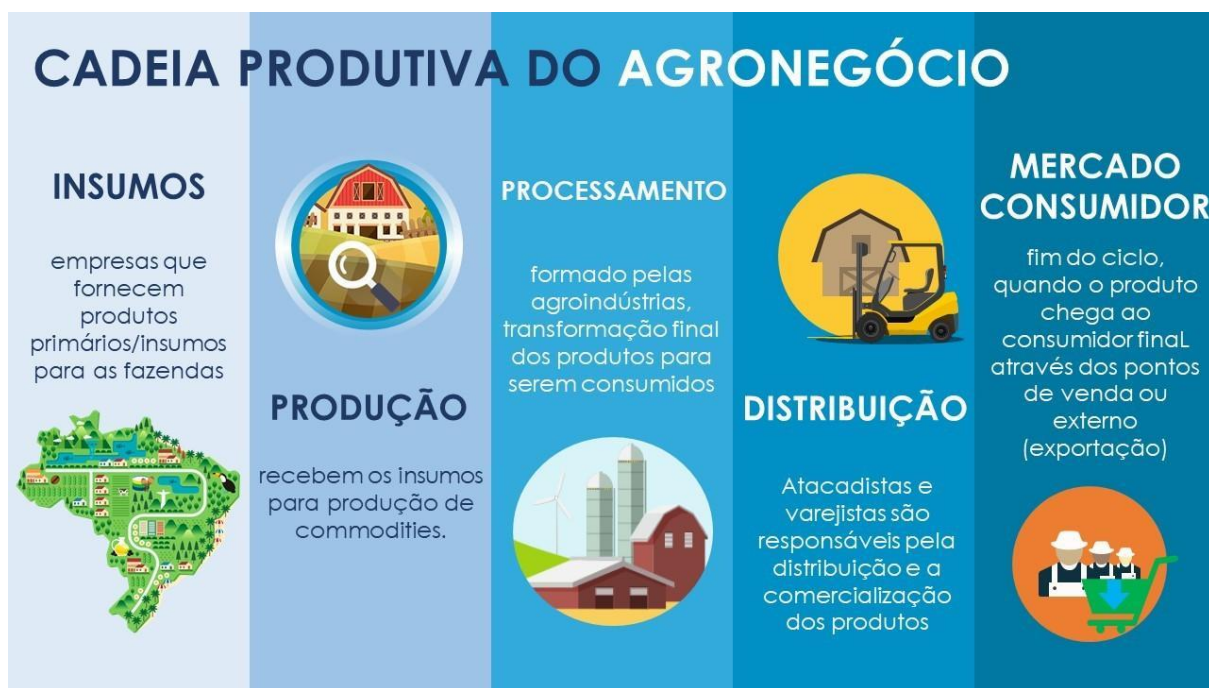 CADEIA PRODUTIVA DO AGRONEGÓCIO
INSUMOS
empresas que
fornecem
produtos
primários/insumos
para as fazendas
PRODUÇÃO
recebem os insumos
para produção de
commodities.
PROCESSAMENTO
formado pelas
agroindústrias,
transformação final
dos produtos para
serem consumidos
DISTRIBUIÇÃO
Atacadistas e
varejistas são
responsáveis pela
distribuição e a
comercialização
dos produtos
MERCADO
CONSUMIDOR
fim do ciclo,
quando o produto
chega ao
consumidor finaL
através dos pontos
de venda ou
externo
(exportação)